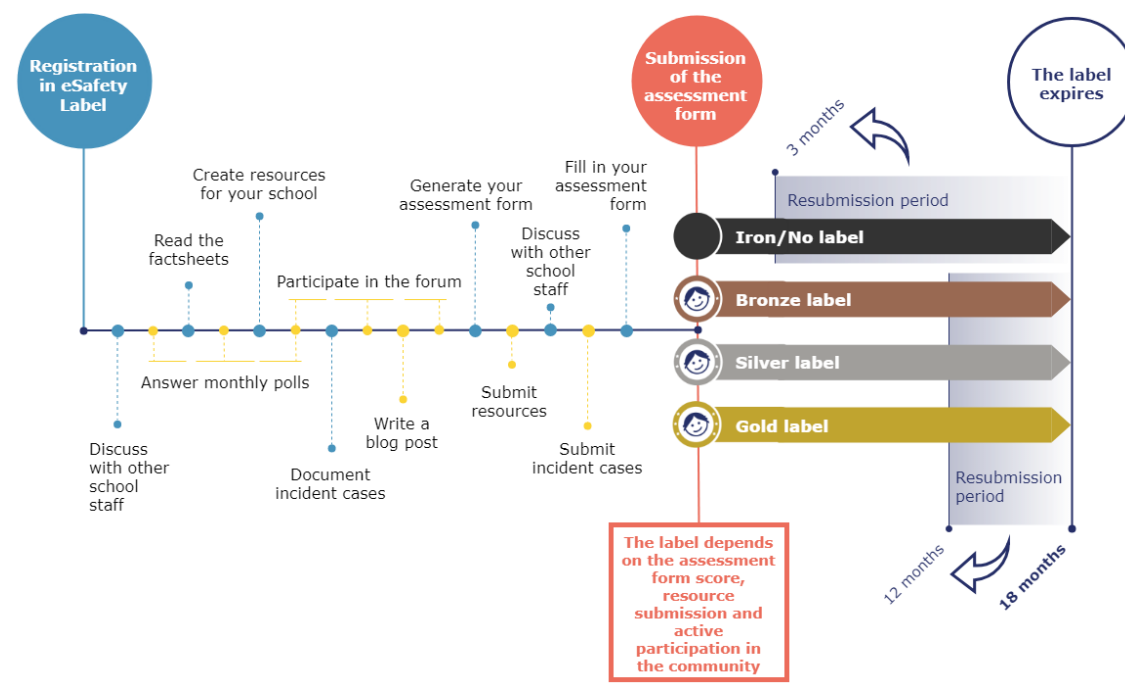 Registration
in eSafety
Label
Submission
of the
assessment
form
The label
expires
3 months
Create resources
for your school
Generate your
assessment form
Fill in your
assessment
form
Read the
factsheets
Discuss
with other
school
staff
Participate in the forum
Answer monthly polls
Discuss
with other
school
staff
Document
incident cases
Write a
blog post
Submit
resources
Submit
incident cases
Resubmission period
Iron/No label
Bronze label
Silver label
Gold label
Resubmission
period
12 months
18 months
The label depends
on the assessment
form score,
resource
submission and
active
participation in
the community